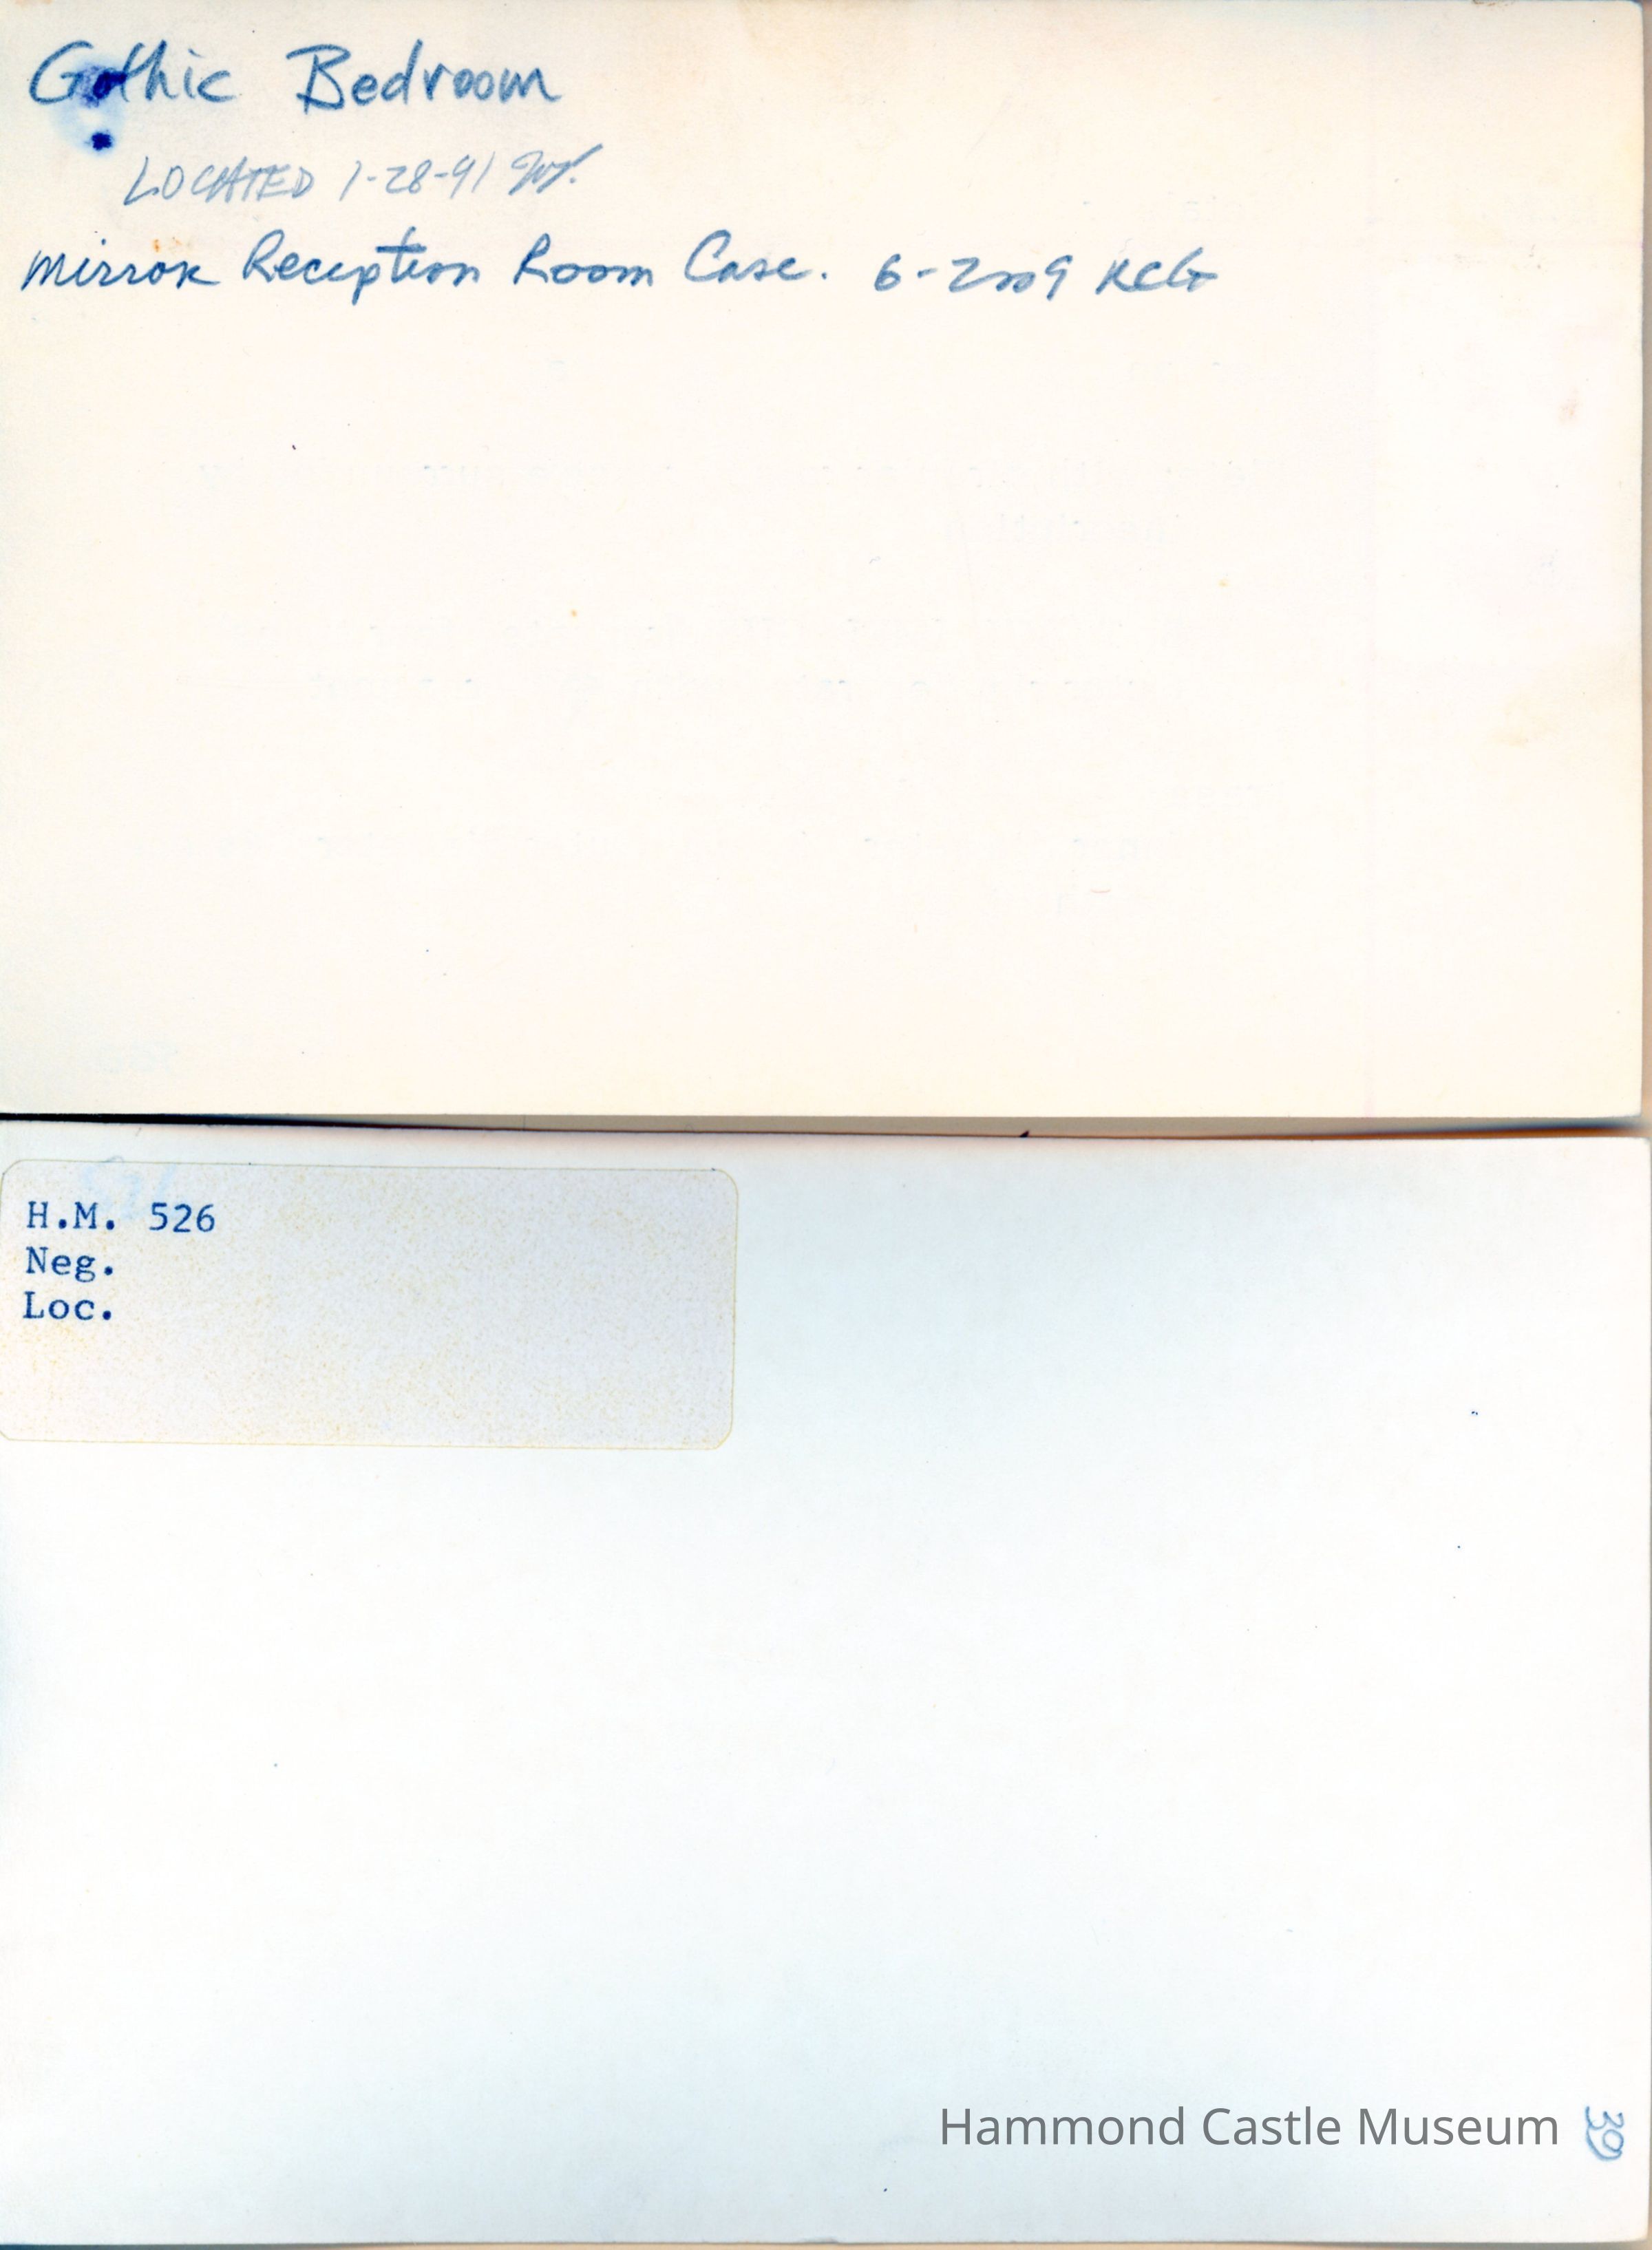 Gothic Bedroom
LOCATED 1-28-91
Mirror Reception Room Case. 6-2009 KCG
H.M. 526
Neg.
Loc.
Hammond Castle Museum